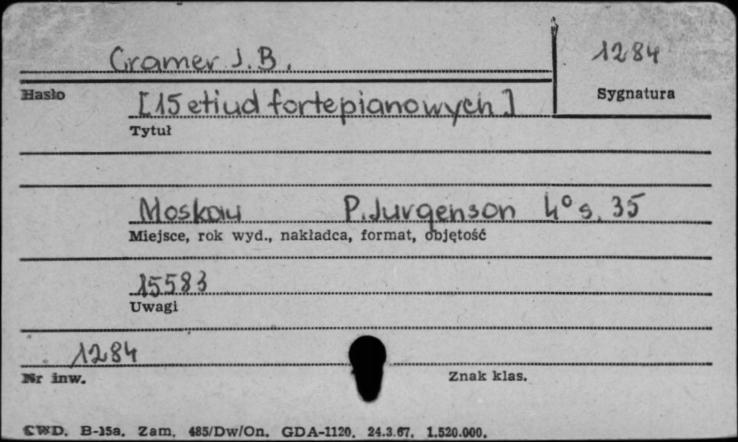 Cramer J.B. 1284
Hasło Sygnatura
[15 etiud fortepianowych]
Tytuł
Moskau P. Jurgenson 4° s. 35
Miejsce, rok wyd., nakładca, format, objętość
15583
Uwagi
1284
Nr inw. Znak klas.
CWD. B-15a. Zam. 485/Dw/On. GDA-1120. 24.3.67. 1.520.000.